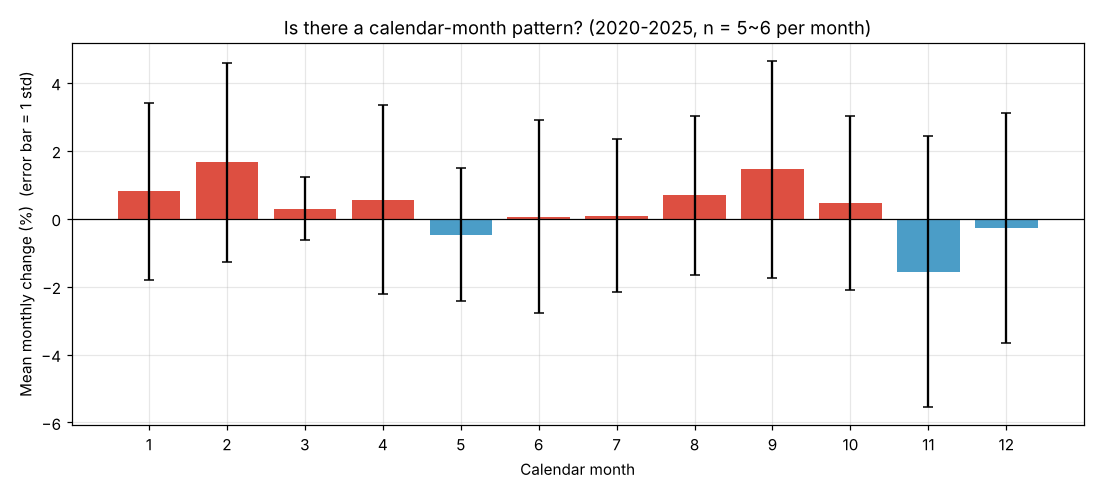 Is there a calendar-month pattern? (2020-2025, n = 5~6 per month)
Mean monthly change (%)  (error bar = 1 std)
4
2
0
−2
−4
−6
1 2 3 4 5 6 7 8 9 10 11 12
Calendar month